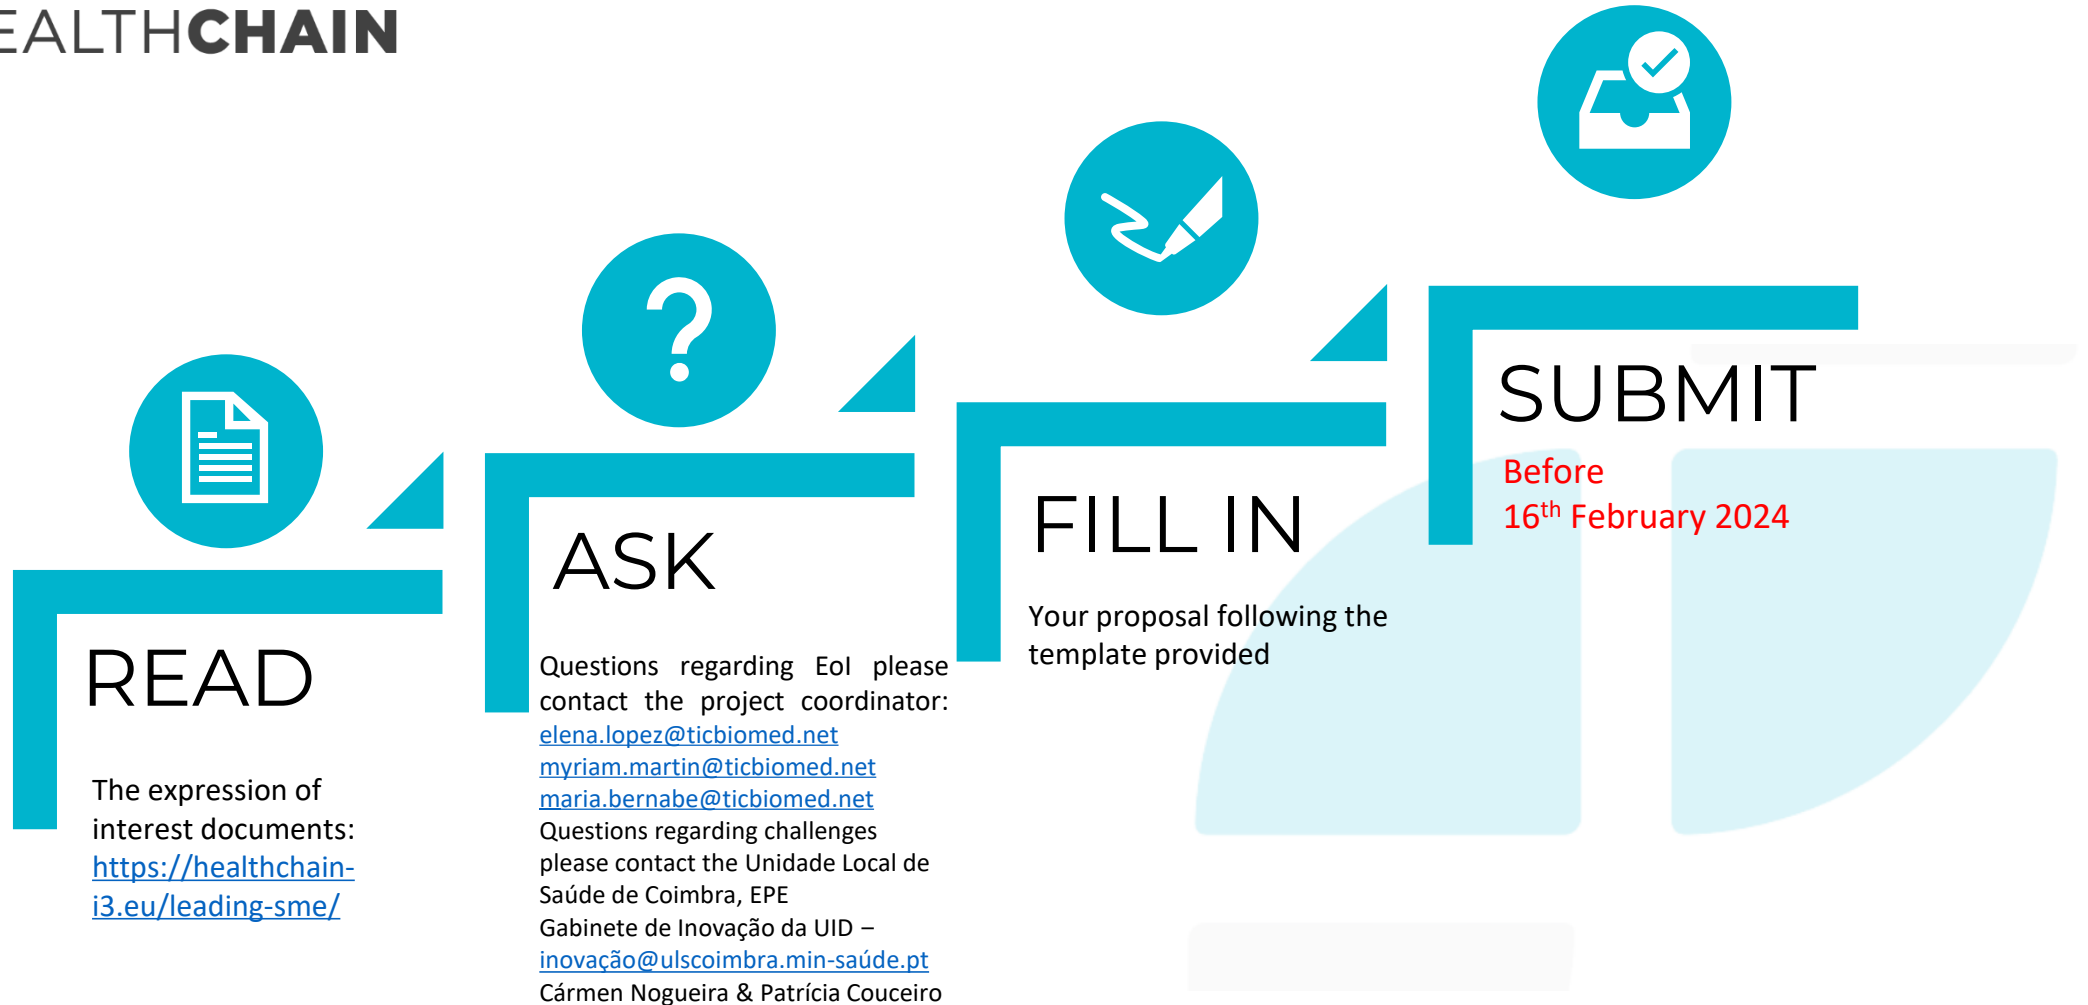 EALTHCHAIN
READ
The expression of
interest documents:
https://healthchain-
i3.eu/leading-sme/
ASK
Questions regarding EoI please
contact the project coordinator:
elena.lopez@ticbiomed.net
myriam.martin@ticbiomed.net
maria.bernabe@ticbiomed.net
Questions regarding challenges
please contact the Unidade Local de
Saúde de Coimbra, EPE
Gabinete de Inovação da UID –
inovação@ulscoimbra.min-saúde.pt
Cármen Nogueira & Patrícia Couceiro
FILL IN
Your proposal following the
template provided
SUBMIT
Before
16th February 2024